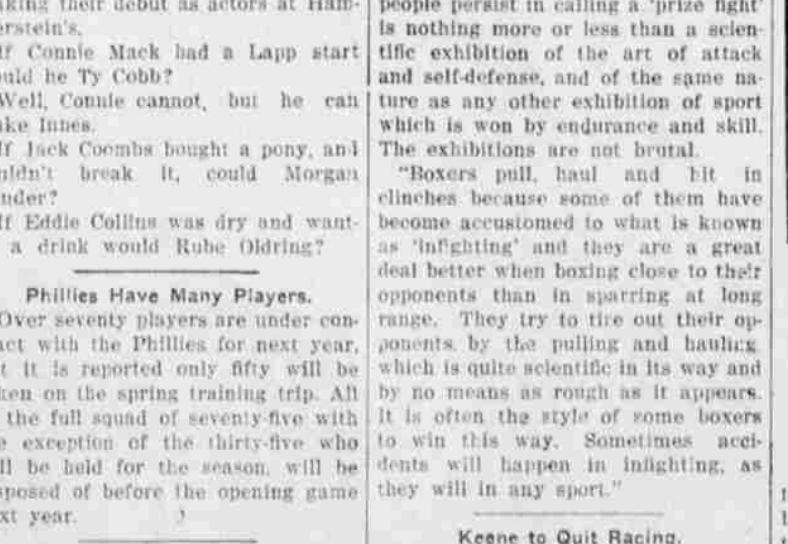 aking their debut as actors at Ham-
erstein's.
If Connie Mack had a Lapp start
ould he Ty Cobb?
Well, Connie cannot, but he can
ake Innes.
If Jack Coombs bought a pony, and
uldn't break it, could Morgan
nder?
If Eddie Collins was dry and want-
a drink would Rube Oldring?
Phillies Have Many Players.
Over seventy players are under con-
act with the Phillies for next year,
t it is reported only fifty will be
ken on the spring training trip. All
the full squad of seventy-five with
e exception of the thirty-five who
ll be held for the season, will be
sposed of before the opening game
xt year.
people persist in calling a 'prize fight'
is nothing more or less than a scien-
tific exhibition of the art of attack
and self-defense, and of the same na-
ture as any other exhibition of sport
which is won by endurance and skill.
The exhibitions are not brutal.
"Boxers pull, haul and hit in
clinches because some of them have
become accustomed to what is known
as 'infighting' and they are a great
deal better when boxing close to their
opponents than in sparring at long
range. They try to tire out their op-
ponents by the pulling and hauling
which is quite scientific in its way and
by no means as rough as it appears.
It is often the style of some boxers
to win this way. Sometimes acci-
dents will happen in infighting, as
they will in any sport."
Keene to Quit Racing.